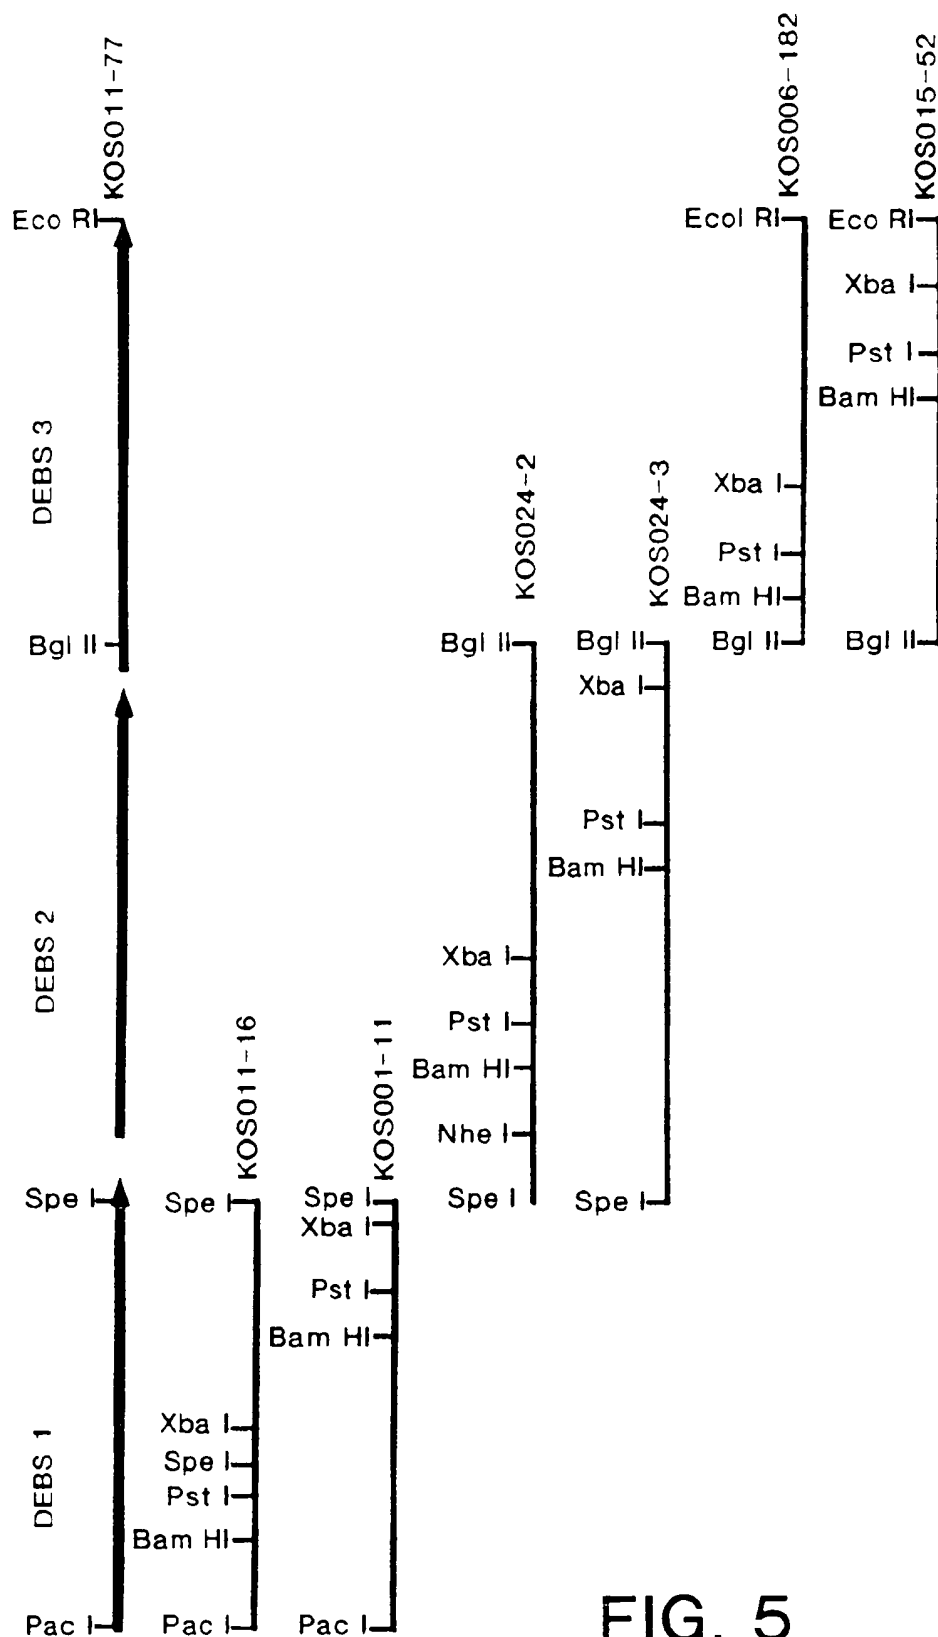 KOS011-77
Eco RI
DEBS 3
Bgl II
DEBS 2
Spe I
DEBS 1
Pac I
KOS011-16
Spe I
Xba I
Spe I
Pst I
Bam HI
Pac I
KOS001-11
Spe I
Xba I
Pst I
Bam HI
Pac I
KOS024-2
Bgl II
Xba I
Pst I
Bam HI
Nhe I
Spe I
KOS024-3
Bgl II
Xba I
Pst I
Bam HI
Spe I
KOS006-182
Ecol RI
Xba I
Pst I
Bam HI
Bgl II
KOS015-52
Eco RI
Xba I
Pst I
Bam HI
Bgl II
FIG. 5